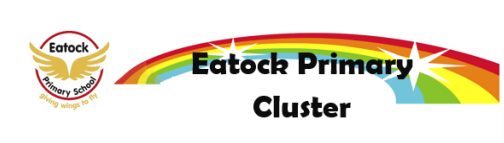 Eatock
Primary School
giving wings to fly
Eatock Primary
Cluster